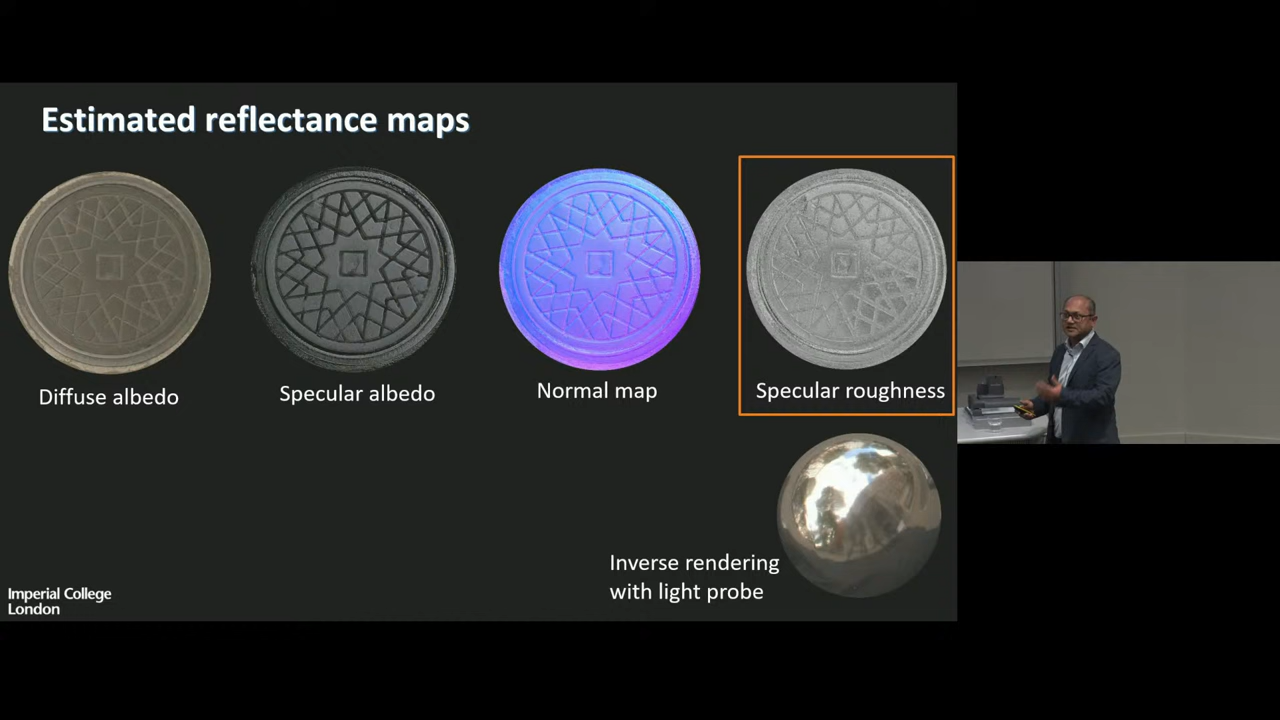 Estimated reflectance maps
Diffuse albedo
Specular albedo
Normal map
Specular roughness
Inverse rendering
with light probe
Imperial College
London